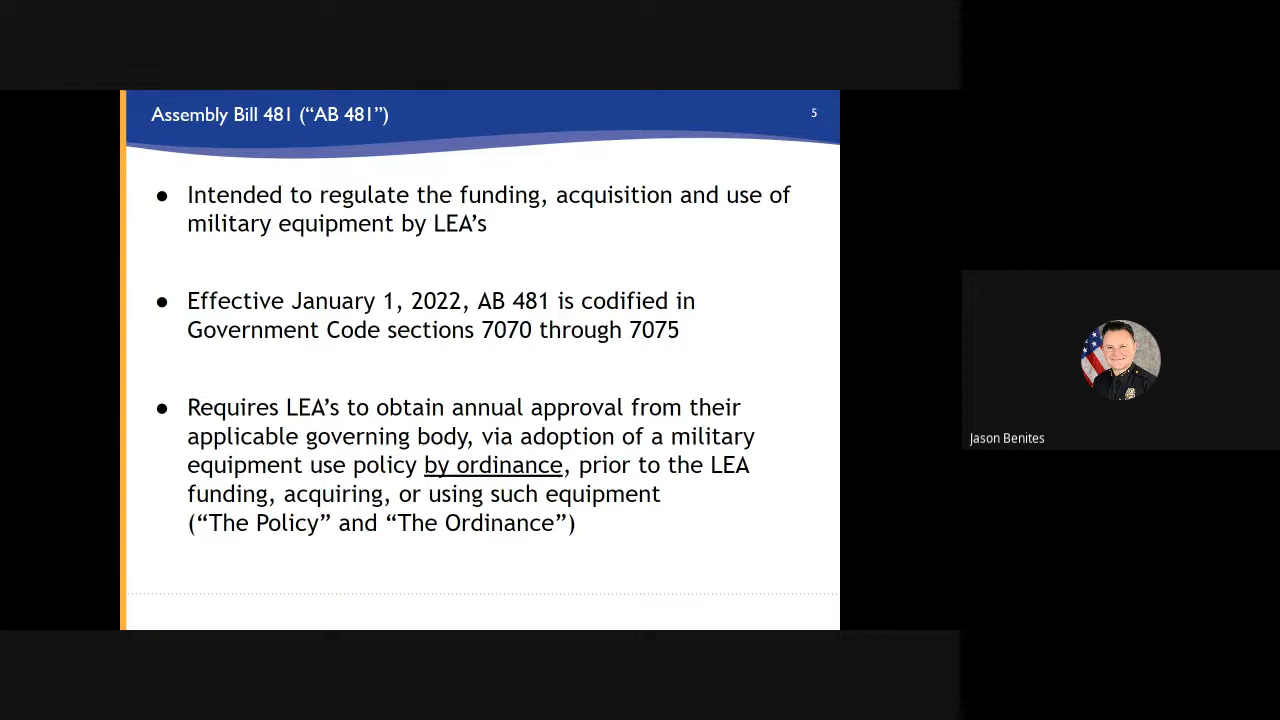 Assembly Bill 481 (“AB 481”)
5
● Intended to regulate the funding, acquisition and use of
military equipment by LEA’s
● Effective January 1, 2022, AB 481 is codified in
Government Code sections 7070 through 7075
● Requires LEA’s to obtain annual approval from their
applicable governing body, via adoption of a military
equipment use policy by ordinance, prior to the LEA
funding, acquiring, or using such equipment
(“The Policy” and “The Ordinance”)
Jason Benites